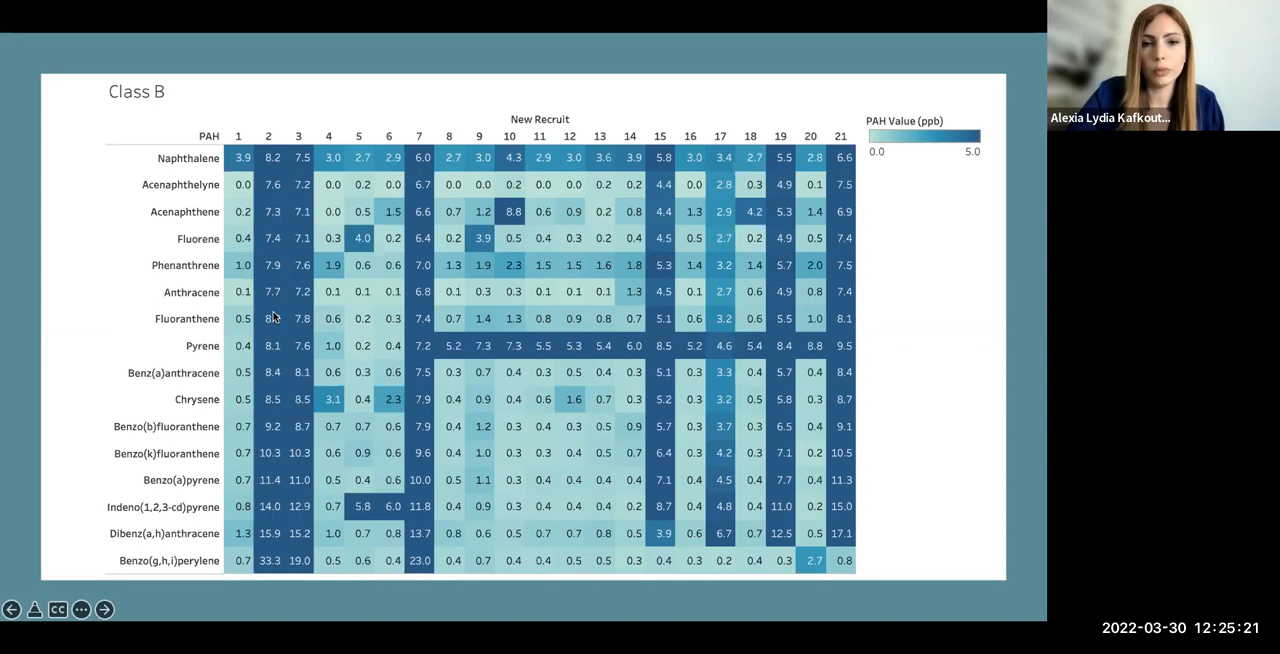 Class B
New Recruit
PAH 1 2 3 4 5 6 7 8 9 10 11 12 13 14 15 16 17 18 19 20 21
Naphthalene 3.9 8.2 7.5 3.0 2.7 2.9 6.0 2.7 3.0 4.3 2.9 3.0 3.6 3.9 5.8 3.0 3.4 2.7 5.5 2.8 6.6
Acenaphthelyne 0.0 7.6 7.2 0.0 0.2 0.0 6.7 0.0 0.0 0.2 0.0 0.0 0.2 0.2 4.4 0.0 2.8 0.3 4.9 0.1 7.5
Acenaphthene 0.2 7.3 7.1 0.0 0.5 1.5 6.6 0.7 1.2 8.8 0.6 0.9 0.2 0.8 4.4 1.3 2.9 4.2 5.3 1.4 6.9
Fluorene 0.4 7.4 7.1 0.3 4.0 0.2 6.4 0.2 3.9 0.5 0.4 0.3 0.2 0.4 4.5 0.5 2.7 0.2 4.9 0.5 7.4
Phenanthrene 1.0 7.9 7.6 1.9 0.6 0.6 7.0 1.3 1.9 2.3 1.5 1.5 1.6 1.8 5.3 1.4 3.2 1.4 5.7 2.0 7.5
Anthracene 0.1 7.7 7.2 0.1 0.1 0.1 6.8 0.1 0.3 0.3 0.1 0.1 0.1 1.3 4.5 0.1 2.7 0.6 4.9 0.8 7.4
Fluoranthene 0.5 7.8 0.6 0.2 0.3 7.4 0.7 1.4 1.3 0.8 0.9 0.8 0.7 5.1 0.6 3.2 0.6 5.5 1.0 8.1
Pyrene 0.4 8.1 7.6 1.0 0.2 0.4 7.2 5.2 7.3 7.3 5.5 5.3 5.4 6.0 8.5 5.2 4.6 5.4 8.4 8.8 9.5
Benz(a)anthracene 0.5 8.4 8.1 0.6 0.3 0.6 7.5 0.3 0.7 0.4 0.3 0.5 0.4 0.3 5.1 0.3 3.3 0.4 5.7 0.4 8.4
Chrysene 0.5 8.5 8.5 3.1 0.4 2.3 7.9 0.4 0.9 0.4 0.6 1.6 0.7 0.3 5.2 0.3 3.2 0.5 5.8 0.3 8.7
Benzo(b)fluoranthene 0.7 9.2 8.7 0.7 0.7 0.6 7.9 0.4 1.2 0.3 0.4 0.3 0.5 0.9 5.7 0.3 3.7 0.3 6.5 0.4 9.1
Benzo(k)fluoranthene 0.7 10.3 10.3 0.6 0.9 0.6 9.6 0.4 1.0 0.3 0.3 0.4 0.5 0.7 6.4 0.3 4.2 0.3 7.1 0.2 10.5
Benzo(a)pyrene 0.7 11.4 11.0 0.5 0.4 0.6 10.0 0.5 1.1 0.3 0.4 0.4 0.4 0.4 7.1 0.4 4.5 0.4 7.7 0.4 11.3
Indeno(1,2,3-cd)pyrene 0.8 14.0 12.9 0.7 5.8 6.0 11.8 0.4 0.9 0.3 0.4 0.4 0.4 0.2 8.7 0.4 4.8 0.4 11.0 0.2 15.0
Dibenz(a,h)anthracene 1.3 15.9 15.2 1.0 0.7 0.8 13.7 0.8 0.6 0.5 0.7 0.7 0.8 0.5 3.9 0.6 6.7 0.7 12.5 0.5 17.1
Benzo(g,h,i)perylene 0.7 33.3 19.0 0.5 0.6 0.4 23.0 0.4 0.7 0.4 0.4 0.5 0.5 0.3 0.4 0.3 0.2 0.4 0.3 2.7 0.8
PAH Value (ppb)
0.0 5.0
Alexia Lydia Kafkout...
CC
2022-03-30 12:25:21